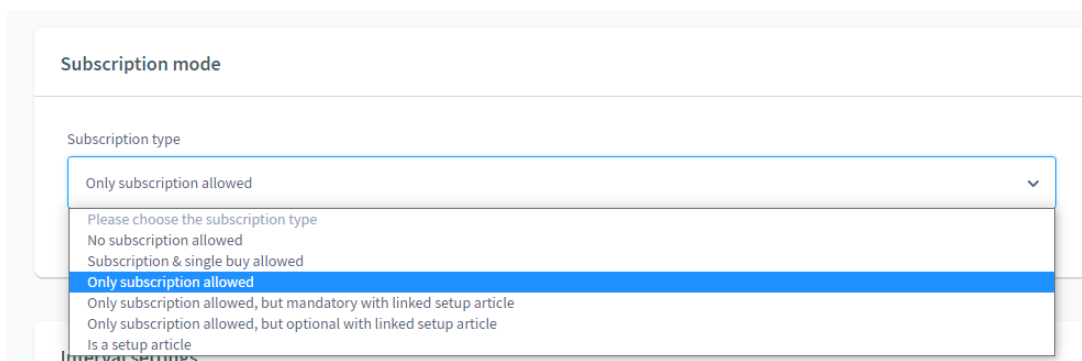 Subscription mode
Subscription type
Only subscription allowed
Please choose the subscription type
No subscription allowed
Subscription & single buy allowed
Only subscription allowed
Only subscription allowed, but mandatory with linked setup article
Only subscription allowed, but optional with linked setup article
Is a setup article
Interval settings